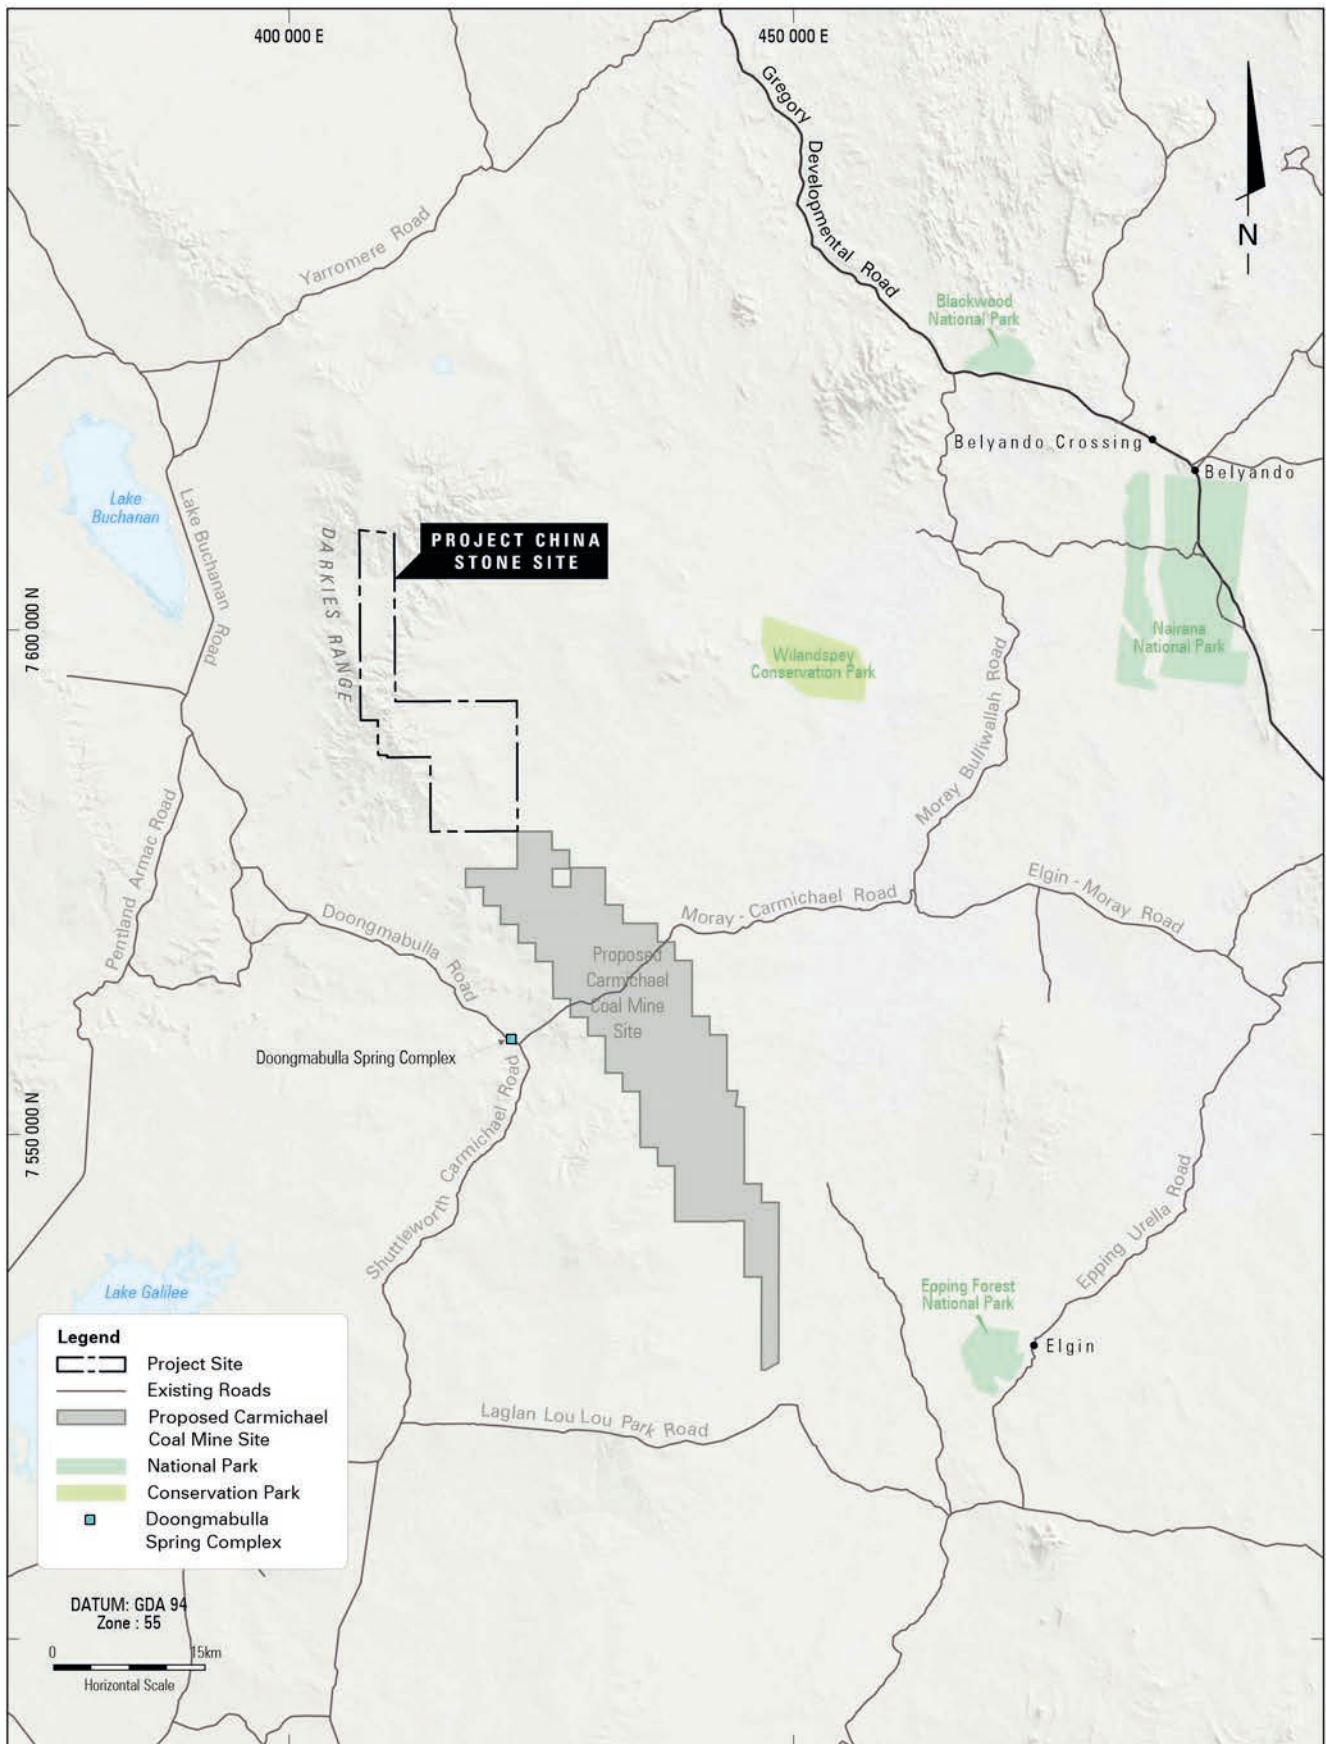 400 000 E
450 000 E
Gregory Developmental Road
N
Yarromere Road
Blackwood
National Park
Belyando Crossing
Belyando
Lake
Buchanan
Lake Buchanan Road
DARKIES RANGE
PROJECT CHINA
STONE SITE
7 600 000 N
Wilandspey
Conservation Park
Nairana
National Park
Moray Bulliwallah Road
Pentland Armac Road
Doongmabulla Road
Moray - Carmichael Road
Elgin - Moray Road
Proposed
Carmichael
Coal Mine
Site
Doongmabulla Spring Complex
7 550 000 N
Shuttleworth Carmichael Road
Epping Urella Road
Lake Galilee
Epping Forest
National Park
Elgin
Laglan Lou Lou Park Road
Legend
Project Site
Existing Roads
Proposed Carmichael
Coal Mine Site
National Park
Conservation Park
Doongmabulla
Spring Complex
DATUM: GDA 94
Zone : 55
0 15km
Horizontal Scale